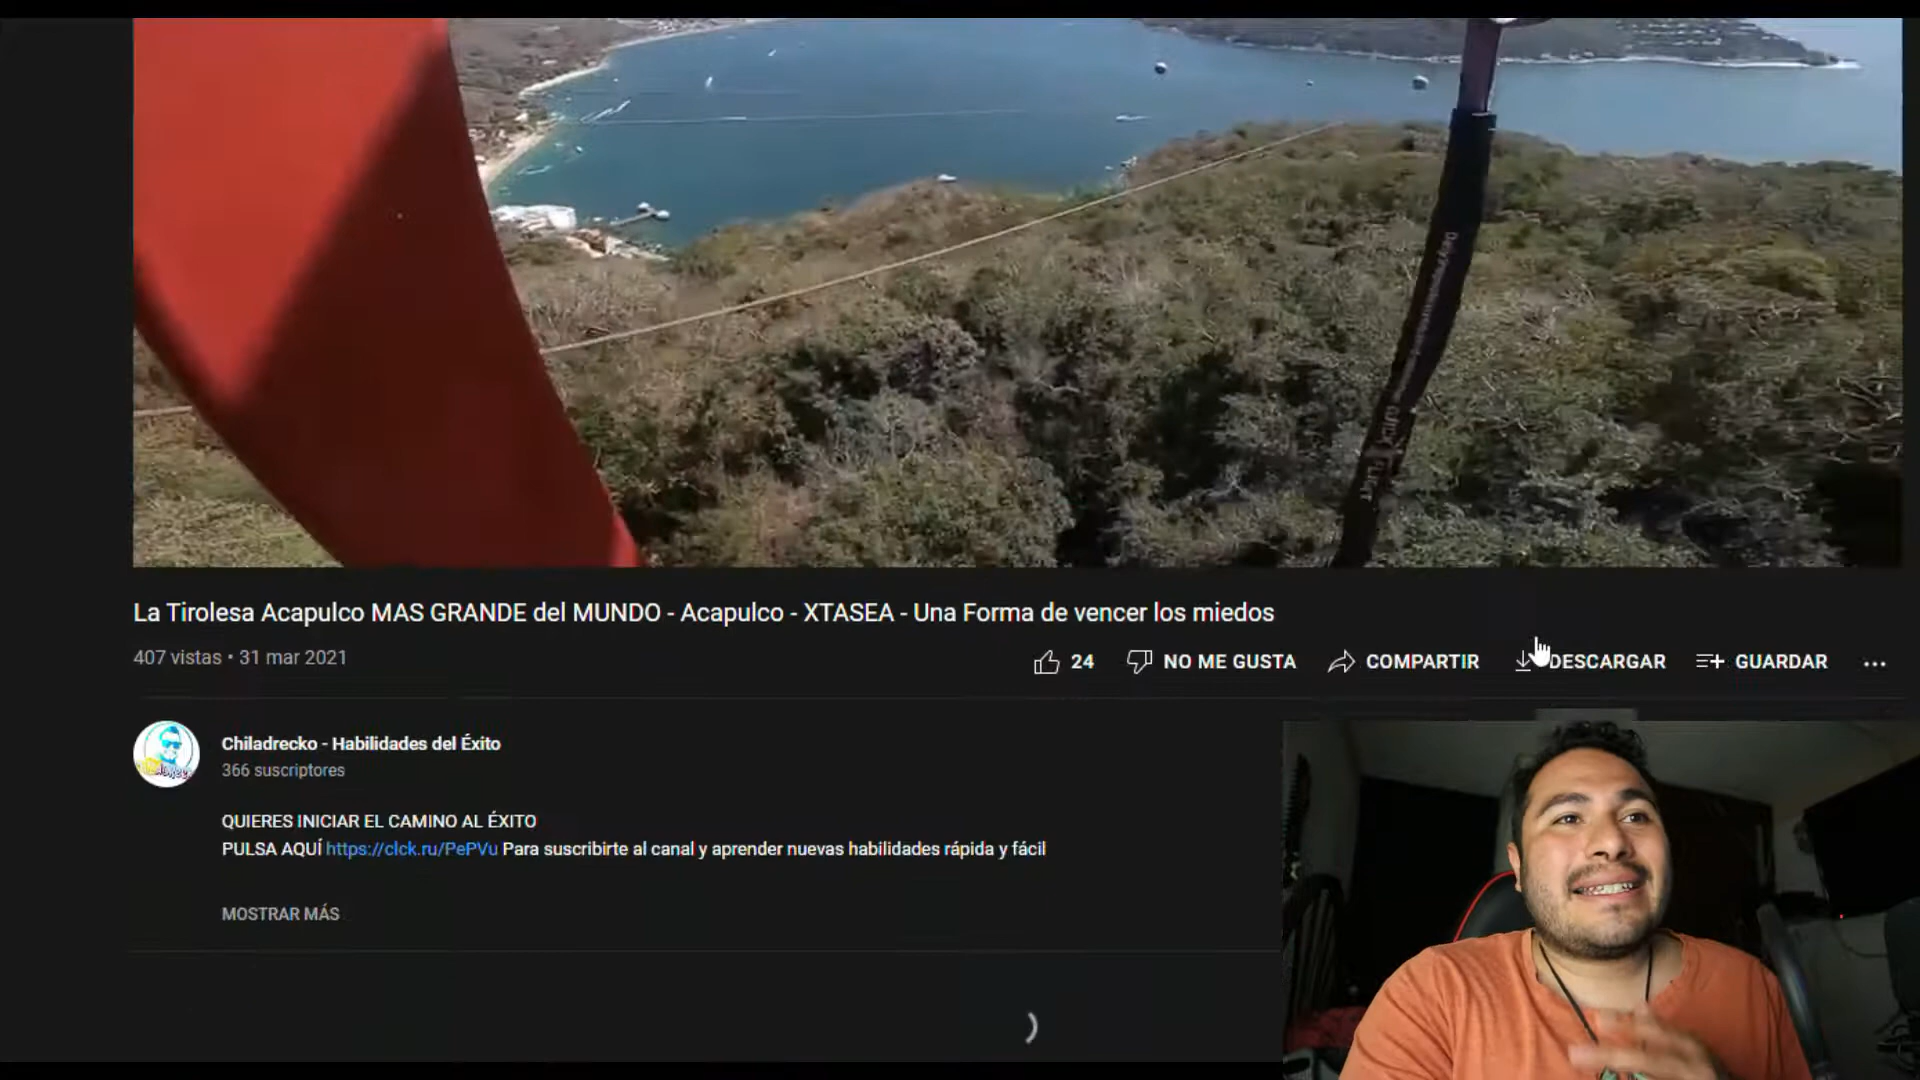 La Tirolesa Acapulco MAS GRANDE del MUNDO - Acapulco - XTASEA - Una Forma de vencer los miedos
407 vistas • 31 mar 2021
24 NO ME GUSTA COMPARTIR DESCARGAR GUARDAR ...
Chiladrecko - Habilidades del Éxito
366 suscriptores
QUIERES INICIAR EL CAMINO AL ÉXITO
PULSA AQUÍ https://clck.ru/PePVu Para suscribirte al canal y aprender nuevas habilidades rápida y fácil
MOSTRAR MÁS